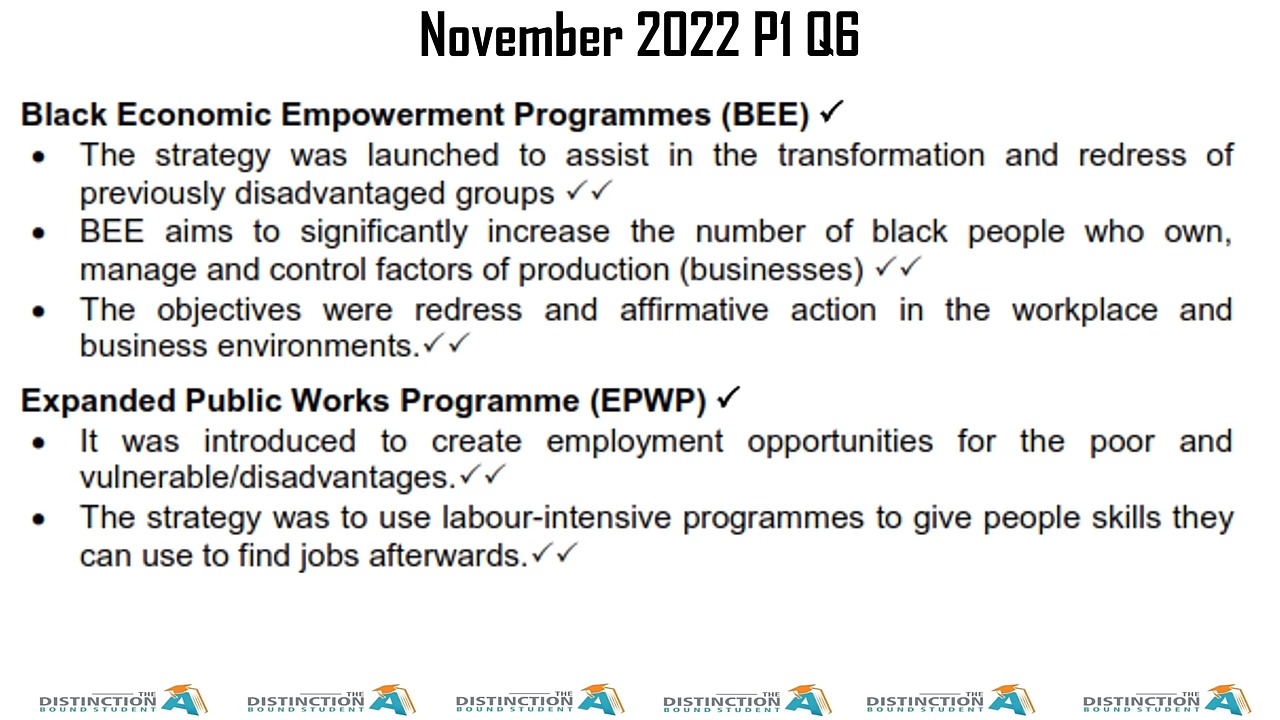 November 2022 P1 Q6
Black Economic Empowerment Programmes (BEE) ✓
• The strategy was launched to assist in the transformation and redress of
previously disadvantaged groups ✓✓
• BEE aims to significantly increase the number of black people who own,
manage and control factors of production (businesses) ✓✓
• The objectives were redress and affirmative action in the workplace and
business environments.✓✓
Expanded Public Works Programme (EPWP) ✓
• It was introduced to create employment opportunities for the poor and
vulnerable/disadvantages.✓✓
• The strategy was to use labour-intensive programmes to give people skills they
can use to find jobs afterwards.✓✓
THE DISTINCTION BOUND STUDENT A
THE DISTINCTION BOUND STUDENT A
THE DISTINCTION BOUND STUDENT A
THE DISTINCTION BOUND STUDENT A
THE DISTINCTION BOUND STUDENT A
THE DISTINCTION BOUND STUDENT A